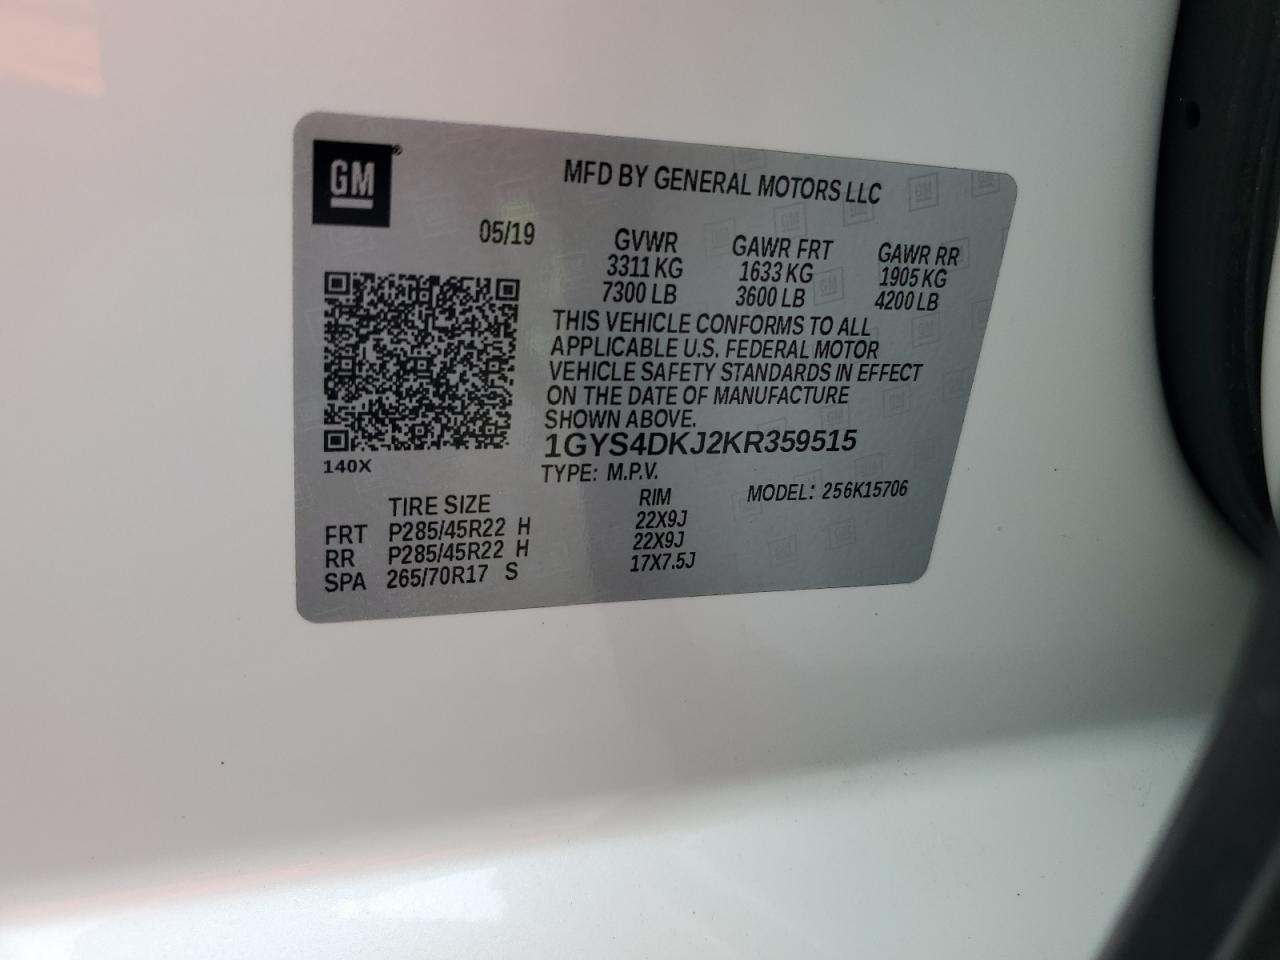 GM®
MFD BY GENERAL MOTORS LLC
05/19
GVWR GAWR FRT GAWR RR
3311 KG 1633 KG 1905 KG
7300 LB 3600 LB 4200 LB
THIS VEHICLE CONFORMS TO ALL
APPLICABLE U.S. FEDERAL MOTOR
VEHICLE SAFETY STANDARDS IN EFFECT
ON THE DATE OF MANUFACTURE
SHOWN ABOVE.
1GYS4DKJ2KR359515
140X
TYPE: M.P.V.
MODEL: 256K15706
TIRE SIZE RIM
FRT P285/45R22 H 22X9J
RR P285/45R22 H 22X9J
SPA 265/70R17 S 17X7.5J